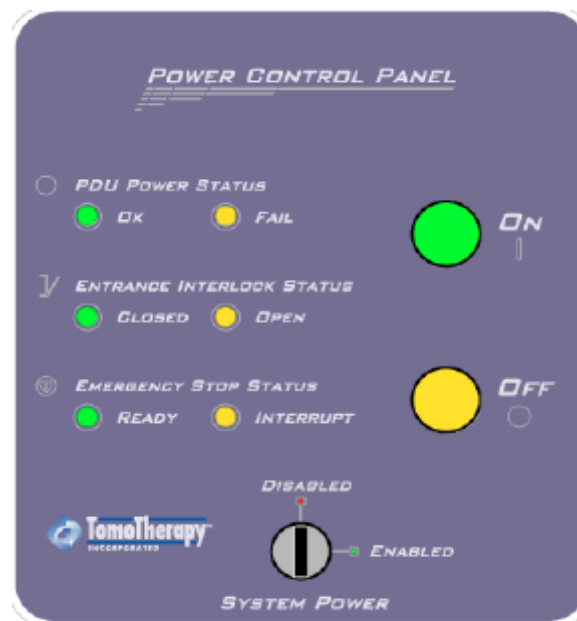 POWER CONTROL PANEL
PDU POWER STATUS
OK FAIL
ON
ENTRANCE INTERLOCK STATUS
CLOSED OPEN
EMERGENCY STOP STATUS
OFF
READY INTERRUPT
DISABLED
TomoTherapy
INCORPORATED
ENABLED
SYSTEM POWER